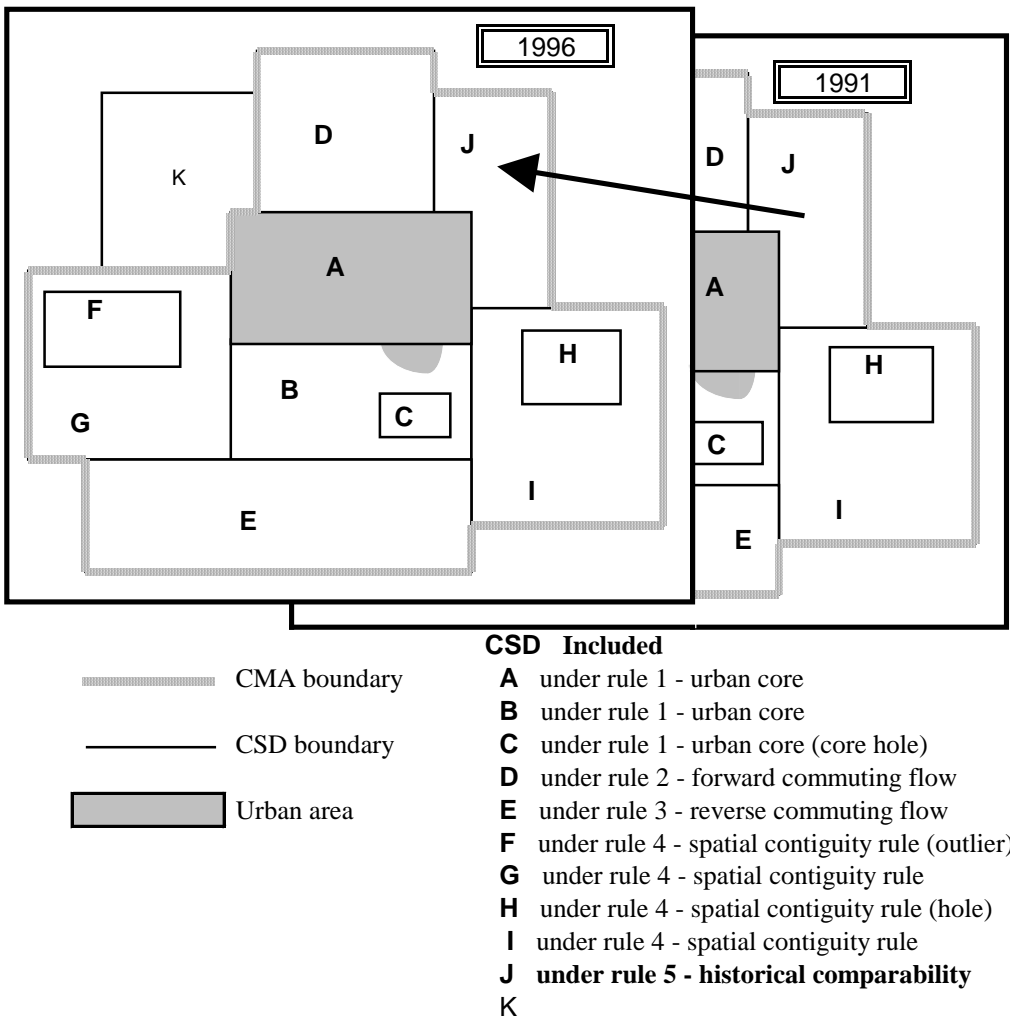 1996
1991
D
J
K
A
F
H
B
C
G
I
E
D
J
A
H
C
I
E
CSD Included
CMA boundary
A under rule 1 - urban core
B under rule 1 - urban core
CSD boundary
C under rule 1 - urban core (core hole)
D under rule 2 - forward commuting flow
Urban area
E under rule 3 - reverse commuting flow
F under rule 4 - spatial contiguity rule (outlier)
G under rule 4 - spatial contiguity rule
H under rule 4 - spatial contiguity rule (hole)
I under rule 4 - spatial contiguity rule
J under rule 5 - historical comparability
K